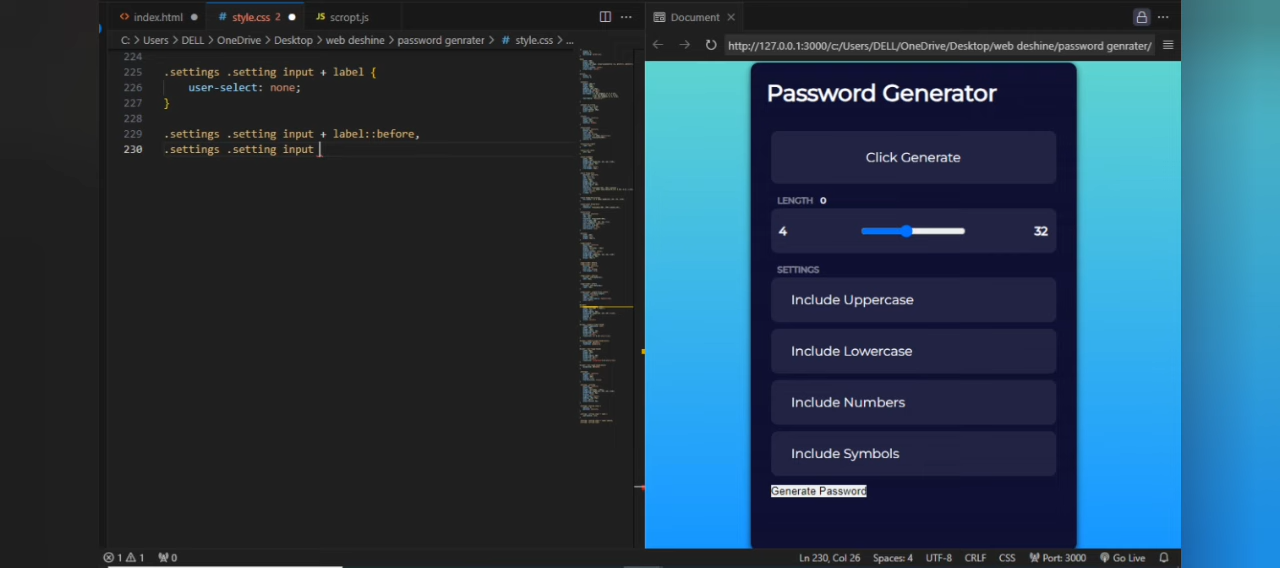 index.html
style.css 2
JS scropt.js
C: > Users > DELL > OneDrive > Desktop > web deshine > password genrater > # style.css > ...
224
225 .settings .setting input + label {
226 user-select: none;
227 }
228
229 .settings .setting input + label::before,
230 .settings .setting input
Document
http://127.0.0.1:3000/c:/Users/DELL/OneDrive/Desktop/web deshine/password genrater/
Password Generator
Click Generate
LENGTH 0
4 32
SETTINGS
Include Uppercase
Include Lowercase
Include Numbers
Include Symbols
Generate Password
1 1 0
Ln 230, Col 26 Spaces: 4 UTF-8 CRLF CSS Port: 3000 Go Live